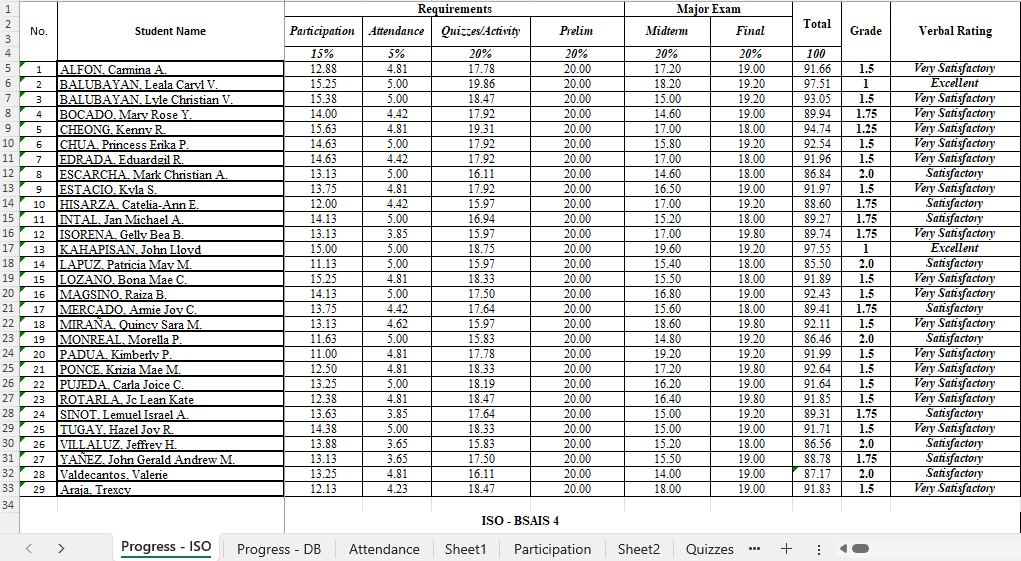 Requirements Major Exam
No. Student Name Participation Attendance Quizzes/Activity Prelim Midterm Final Total Grade Verbal Rating
15% 5% 20% 20% 20% 20% 100
1 ALFON, Carmina A. 12.88 4.81 17.78 20.00 17.20 19.00 91.66 1.5 Very Satisfactory
2 BALUBAYAN, Leala Caryl V. 15.25 5.00 19.86 20.00 18.20 19.20 97.51 1 Excellent
3 BALUBAYAN, Lyle Christian V. 15.38 5.00 18.47 20.00 15.00 19.20 93.05 1.5 Very Satisfactory
4 BOCADO, Mary Rose Y. 14.00 4.42 17.92 20.00 14.60 19.00 89.94 1.75 Very Satisfactory
5 CHEONG, Kenny R. 15.63 4.81 19.31 20.00 17.00 18.00 94.74 1.25 Very Satisfactory
6 CHUA, Princess Erika P. 14.63 5.00 17.92 20.00 15.80 19.20 92.54 1.5 Very Satisfactory
7 EDRADA, Eduardgil R. 14.63 4.42 17.92 20.00 17.00 18.00 91.96 1.5 Very Satisfactory
8 ESCARCHA, Mark Christian A. 13.13 5.00 16.11 20.00 14.60 18.00 86.84 2.0 Satisfactory
9 ESTACIO, Kyla S. 13.75 4.81 17.92 20.00 16.50 19.00 91.97 1.5 Very Satisfactory
10 HISARZA, Catelia-Ann E. 12.00 4.42 15.97 20.00 17.00 19.20 88.60 1.75 Satisfactory
11 INTAL, Jan Michael A. 14.13 5.00 16.94 20.00 15.20 18.00 89.27 1.75 Satisfactory
12 ISORENA, Gelly Bea B. 13.13 3.85 15.97 20.00 17.00 19.80 89.74 1.75 Very Satisfactory
13 KAHAPISAN, John Lloyd 15.00 5.00 18.75 20.00 19.60 19.20 97.55 1 Excellent
14 LAPUZ, Patricia May M. 11.13 5.00 15.97 20.00 15.40 18.00 85.50 2.0 Satisfactory
15 LOZANO, Bona Mae C. 15.25 4.81 18.33 20.00 15.50 18.00 91.89 1.5 Very Satisfactory
16 MAGSINO, Raiza B. 14.13 5.00 17.50 20.00 16.80 19.00 92.43 1.5 Very Satisfactory
17 MERCADO, Armie Joy C. 13.75 4.42 17.64 20.00 15.60 18.00 89.41 1.75 Satisfactory
18 MIRAÑA, Quincy Sara M. 13.13 4.62 15.97 20.00 18.60 19.80 92.11 1.5 Very Satisfactory
19 MONREAL, Morella P. 11.63 5.00 15.83 20.00 14.80 19.20 86.46 2.0 Satisfactory
20 PADUA, Kimberly P. 11.00 4.81 17.78 20.00 19.20 19.20 91.99 1.5 Very Satisfactory
21 PONCE, Krizia Mae M. 12.50 4.81 18.33 20.00 17.20 19.80 92.64 1.5 Very Satisfactory
22 PUJEDA, Carla Joice C. 13.25 5.00 18.19 20.00 16.20 19.00 91.64 1.5 Very Satisfactory
23 ROTARLA, Jc Lean Kate 12.38 4.81 18.47 20.00 16.40 19.80 91.85 1.5 Very Satisfactory
24 SINOT, Lemuel Israel A. 13.63 3.85 17.64 20.00 15.00 19.20 89.31 1.75 Satisfactory
25 TUGAY, Hazel Joy R. 14.38 5.00 18.33 20.00 15.00 19.00 91.71 1.5 Very Satisfactory
26 VILLALUZ, Jeffrey H. 13.88 3.65 15.83 20.00 15.20 18.00 86.56 2.0 Satisfactory
27 YAÑEZ, John Gerald Andrew M. 13.13 3.65 17.50 20.00 15.50 19.00 88.78 1.75 Satisfactory
28 Valdecantos, Valerie 13.25 4.81 16.11 20.00 14.00 19.00 87.17 2.0 Satisfactory
29 Araja, Trexcy 12.13 4.23 18.47 20.00 18.00 19.00 91.83 1.5 Very Satisfactory
ISO - BSAIS 4
Progress - ISO Progress - DB Attendance Sheet1 Participation Sheet2 Quizzes